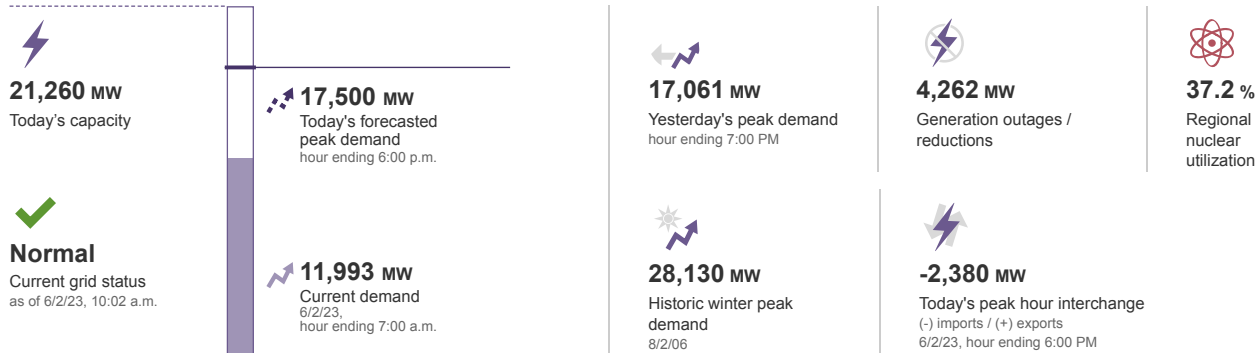 21,260 MW
Today's capacity
Normal
Current grid status
as of 6/2/23, 10:02 a.m.
17,500 MW
Today's forecasted
peak demand
hour ending 6:00 p.m.
11,993 MW
Current demand
6/2/23,
hour ending 7:00 a.m.
17,061 MW
Yesterday's peak demand
hour ending 7:00 PM
4,262 MW
Generation outages /
reductions
37.2 %
Regional
nuclear
utilization
28,130 MW
Historic winter peak
demand
8/2/06
-2,380 MW
Today's peak hour interchange
(-) imports / (+) exports
6/2/23, hour ending 6:00 PM